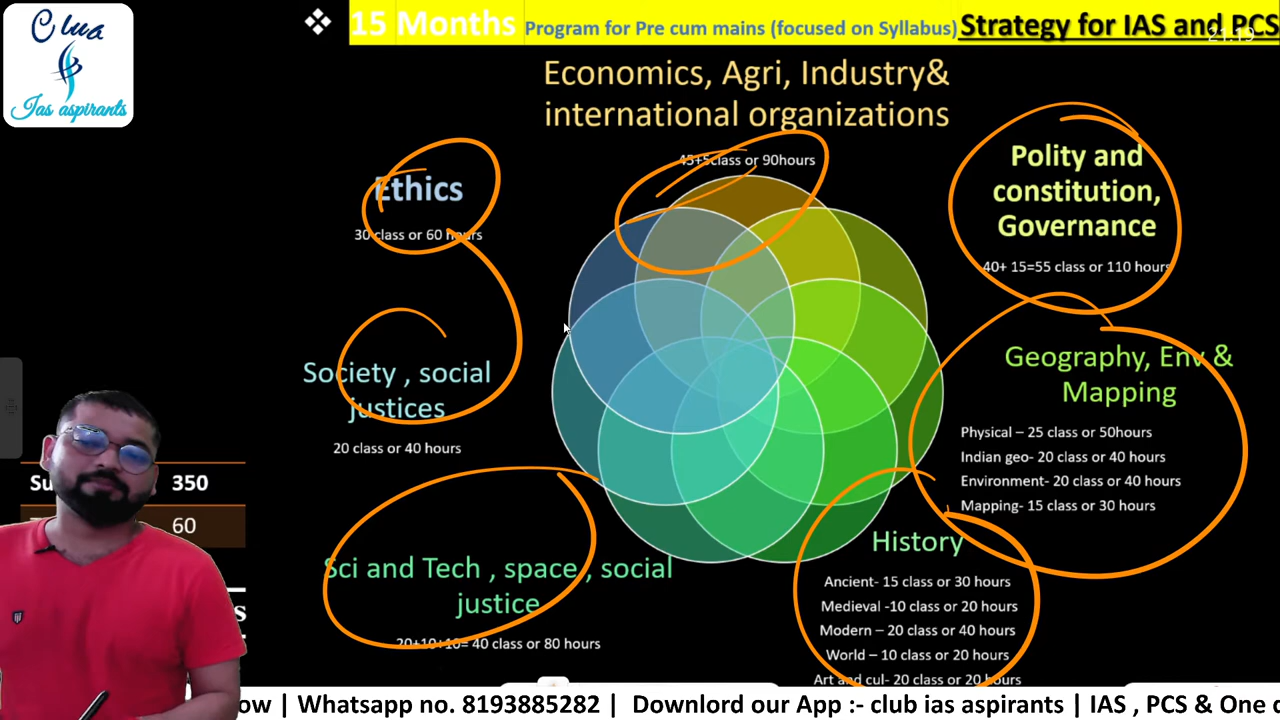 Clua
Ias aspirants
❖ 15 Months Program for Pre cum mains (focused on Syllabus) Strategy for IAS and PCS
Economics, Agri, Industry&
international organizations
45+5class or 90hours
Ethics
30 class or 60 hours
Polity and
constitution,
Governance
40+ 15=55 class or 110 hours
Society , social
justices
20 class or 40 hours
Geography, Env &
Mapping
Physical – 25 class or 50hours
Indian geo- 20 class or 40 hours
Environment- 20 class or 40 hours
Mapping- 15 class or 30 hours
350
60
Sci and Tech , space , social
justice
20+10+10= 40 class or 80 hours
History
Ancient- 15 class or 30 hours
Medieval -10 class or 20 hours
Modern – 20 class or 40 hours
World – 10 class or 20 hours
Art and cul- 20 class or 20 hours
ow | Whatsapp no. 8193885282 | Downlord our App :- club ias aspirants | IAS , PCS & One